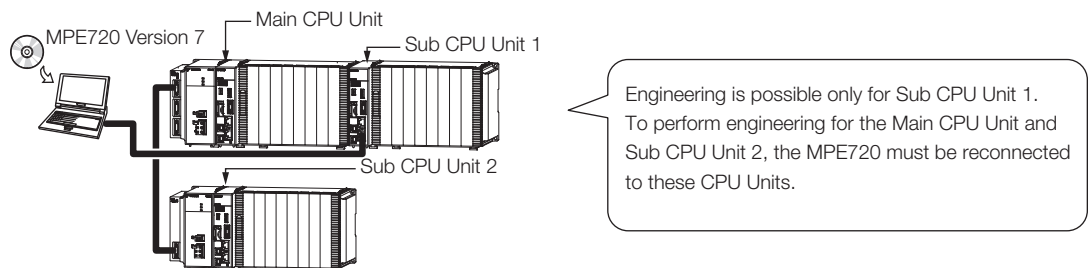 Main CPU Unit
MPE720 Version 7
Sub CPU Unit 1
Sub CPU Unit 2
Engineering is possible only for Sub CPU Unit 1.
To perform engineering for the Main CPU Unit and
Sub CPU Unit 2, the MPE720 must be reconnected
to these CPU Units.